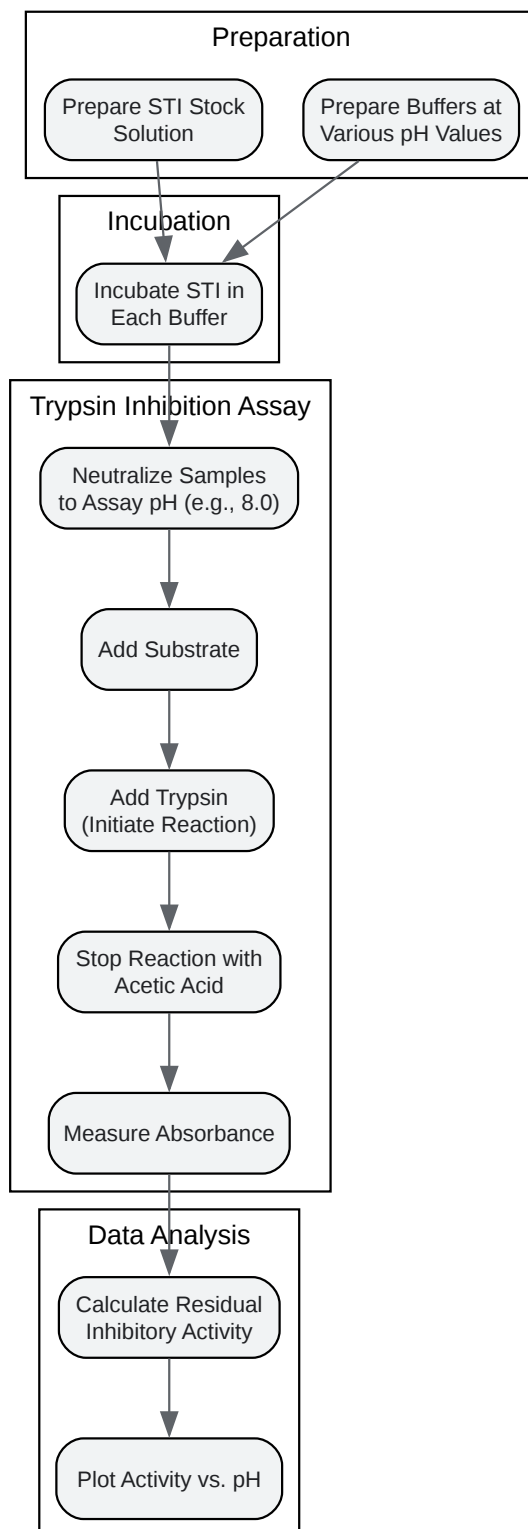 Preparation
Prepare STI Stock
Solution
Prepare Buffers at
Various pH Values
Incubation
Incubate STI in
Each Buffer
Trypsin Inhibition Assay
Neutralize Samples
to Assay pH (e.g., 8.0)
Add Substrate
Add Trypsin
(Initiate Reaction)
Stop Reaction with
Acetic Acid
Measure Absorbance
Data Analysis
Calculate Residual
Inhibitory Activity
Plot Activity vs. pH